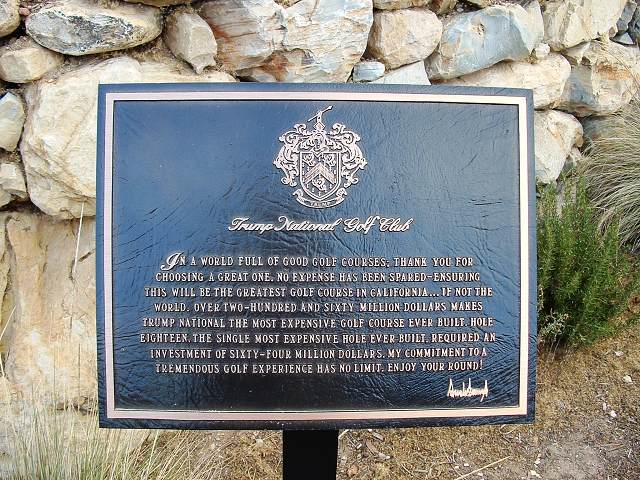 TRUMP
Trump National Golf Club
IN A WORLD FULL OF GOOD GOLF COURSES, THANK YOU FOR
CHOOSING A GREAT ONE. NO EXPENSE HAS BEEN SPARED-ENSURING
THIS WILL BE THE GREATEST GOLF COURSE IN CALIFORNIA... IF NOT THE
WORLD. OVER TWO-HUNDRED AND SIXTY MILLION DOLLARS MAKES
TRUMP NATIONAL THE MOST EXPENSIVE GOLF COURSE EVER BUILT. HOLE
EIGHTEEN, THE SINGLE MOST EXPENSIVE HOLE EVER BUILT, REQUIRED AN
INVESTMENT OF SIXTY-FOUR MILLION DOLLARS. MY COMMITMENT TO A
TREMENDOUS GOLF EXPERIENCE HAS NO LIMIT. ENJOY YOUR ROUND!